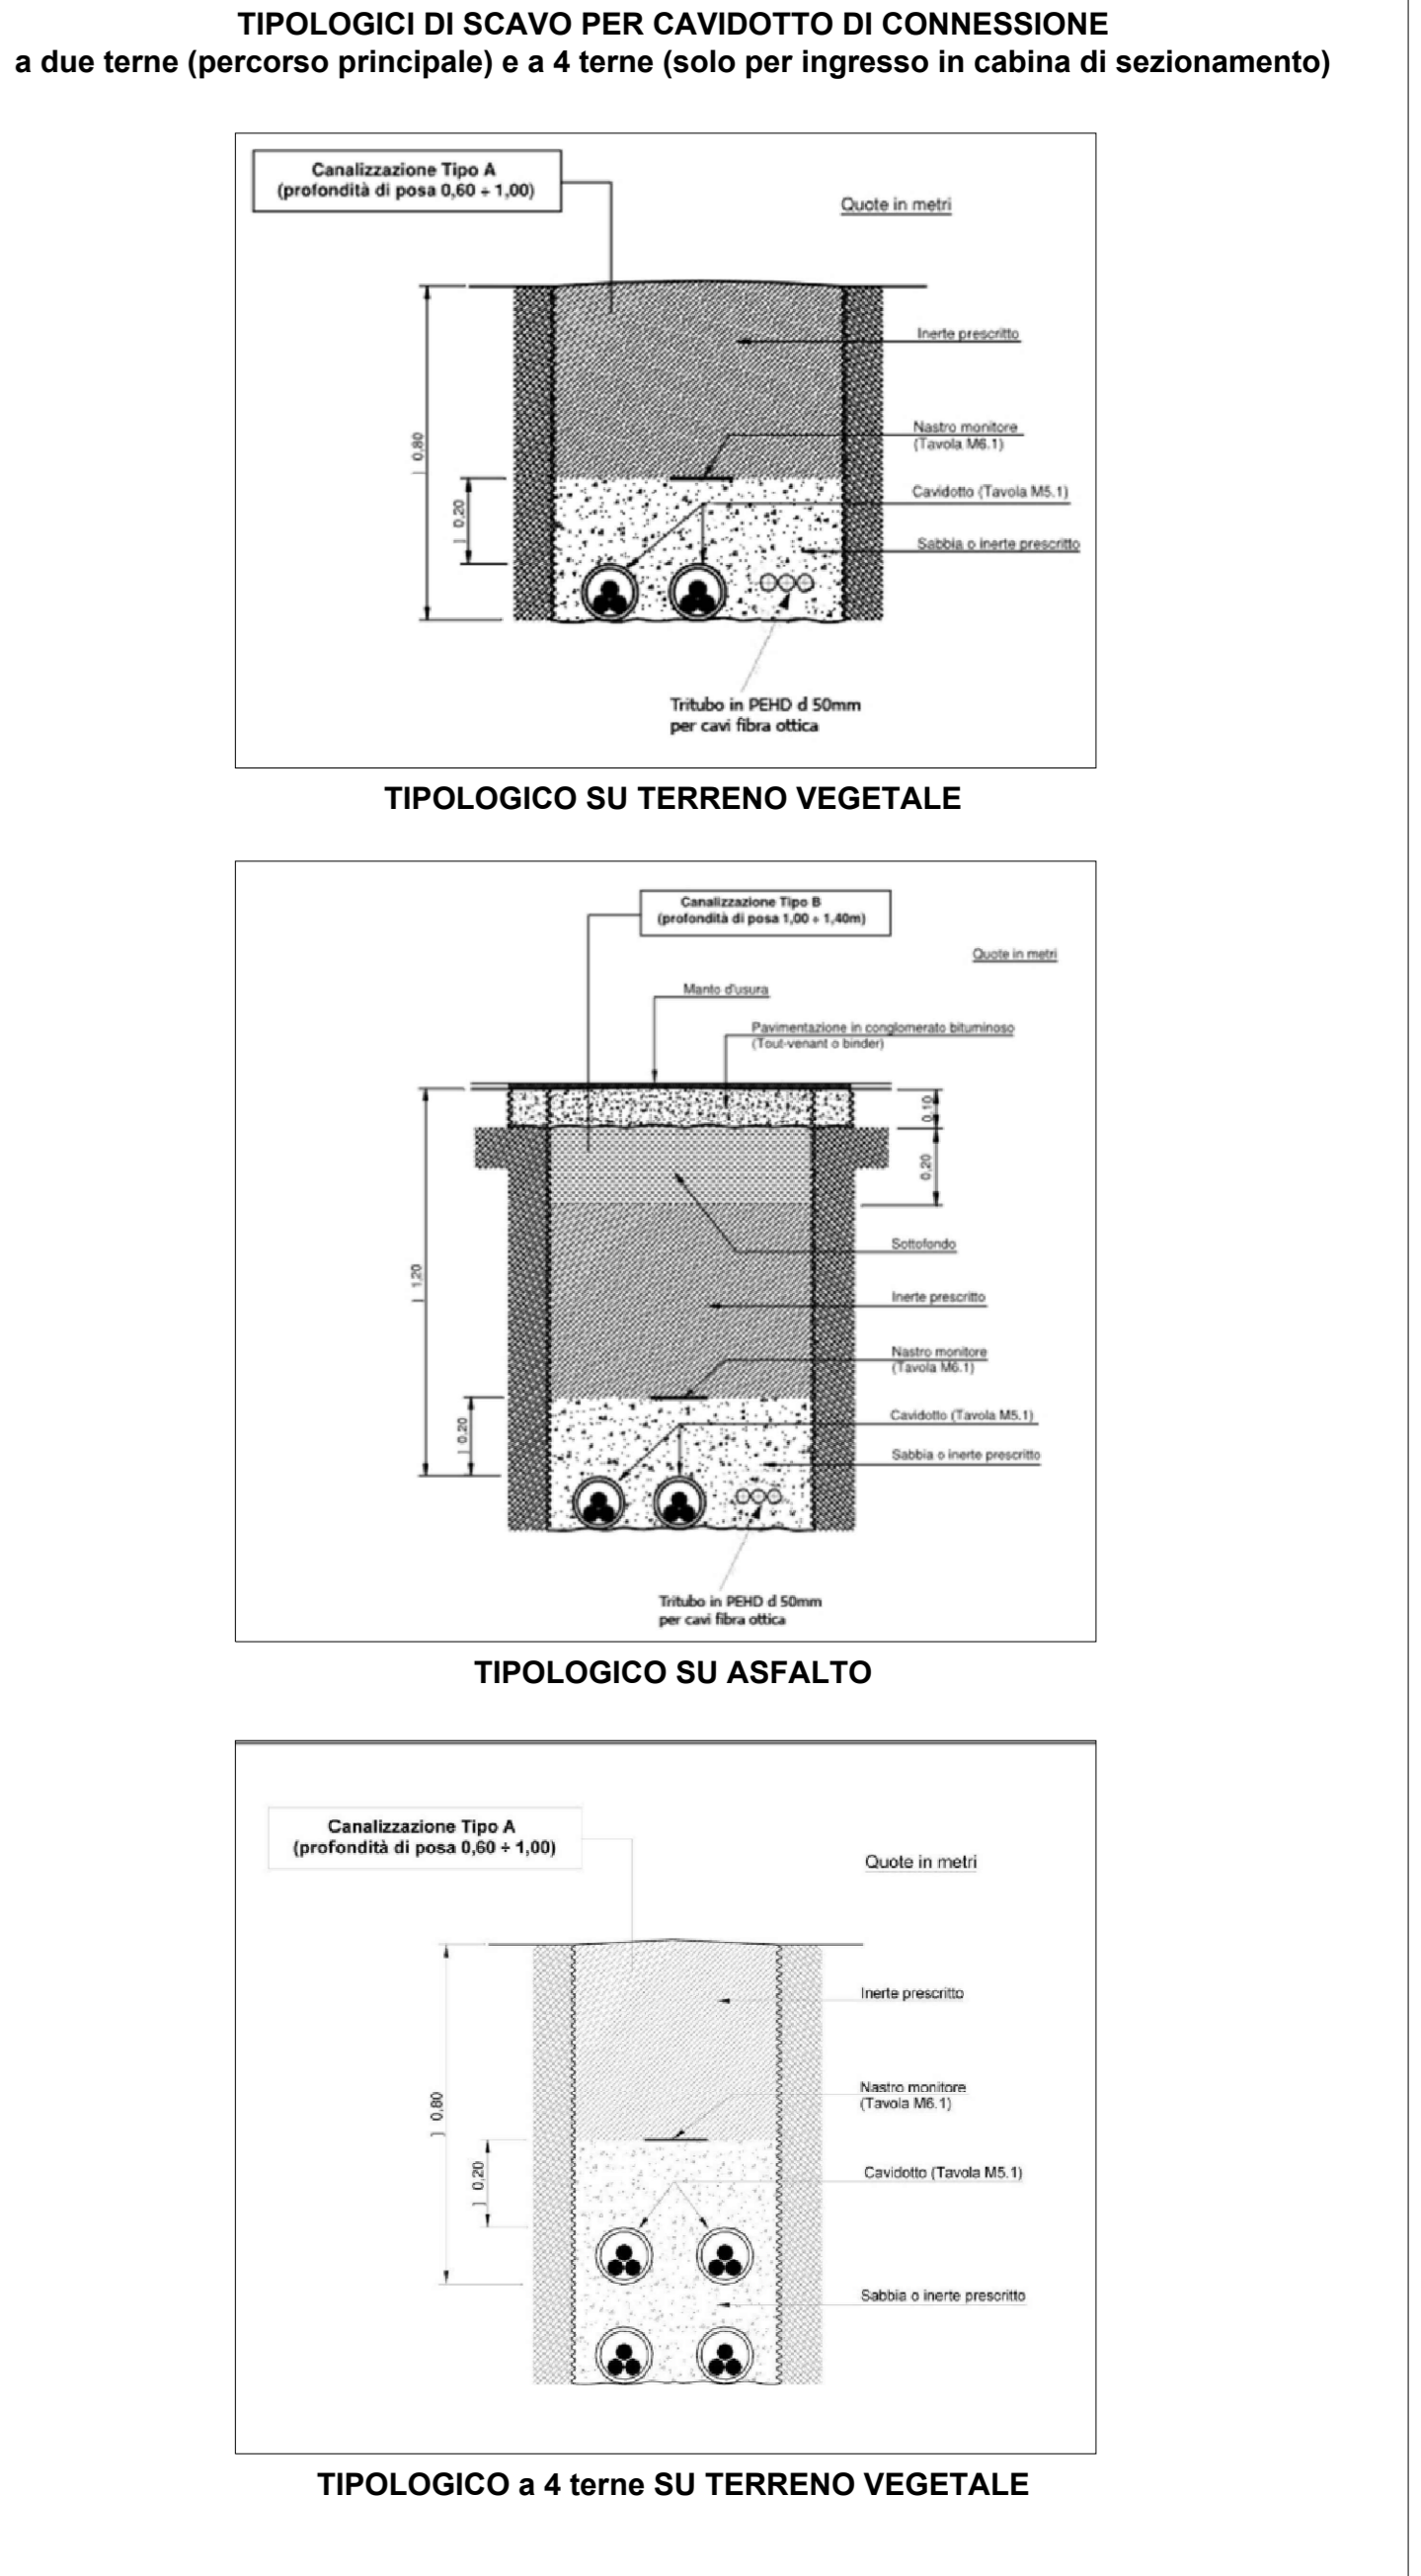 TIPOLOGICI DI SCAVO PER CAVIDOTTO DI CONNESSIONE
a due terne (percorso principale) e a 4 terne (solo per ingresso in cabina di sezionamento)
Canalizzazione Tipo A
(profondità di posa 0,60 ÷ 1,00)
Quote in metri
Inerte prescritto
Nastro monitore
(Tavola M6.1)
0,80
Cavidotto (Tavola M5.1)
0,20
Sabbia o inerte prescritto
Tritubo in PEHD d 50mm
per cavi fibra ottica
TIPOLOGICO SU TERRENO VEGETALE
Canalizzazione Tipo B
(profondità di posa 1,00 ÷ 1,40m)
Quote in metri
Manto d'usura
Pavimentazione in conglomerato bituminoso
(Tout-venant o binder)
0,10
0,20
Sottofondo
1,20
Inerte prescritto
Nastro monitore
(Tavola M6.1)
Cavidotto (Tavola M5.1)
0,20
Sabbia o inerte prescritto
Tritubo in PEHD d 50mm
per cavi fibra ottica
TIPOLOGICO SU ASFALTO
Canalizzazione Tipo A
(profondità di posa 0,60 ÷ 1,00)
Quote in metri
Inerte prescritto
Nastro monitore
(Tavola M6.1)
0,80
Cavidotto (Tavola M5.1)
0,20
Sabbia o inerte prescritto
TIPOLOGICO a 4 terne SU TERRENO VEGETALE